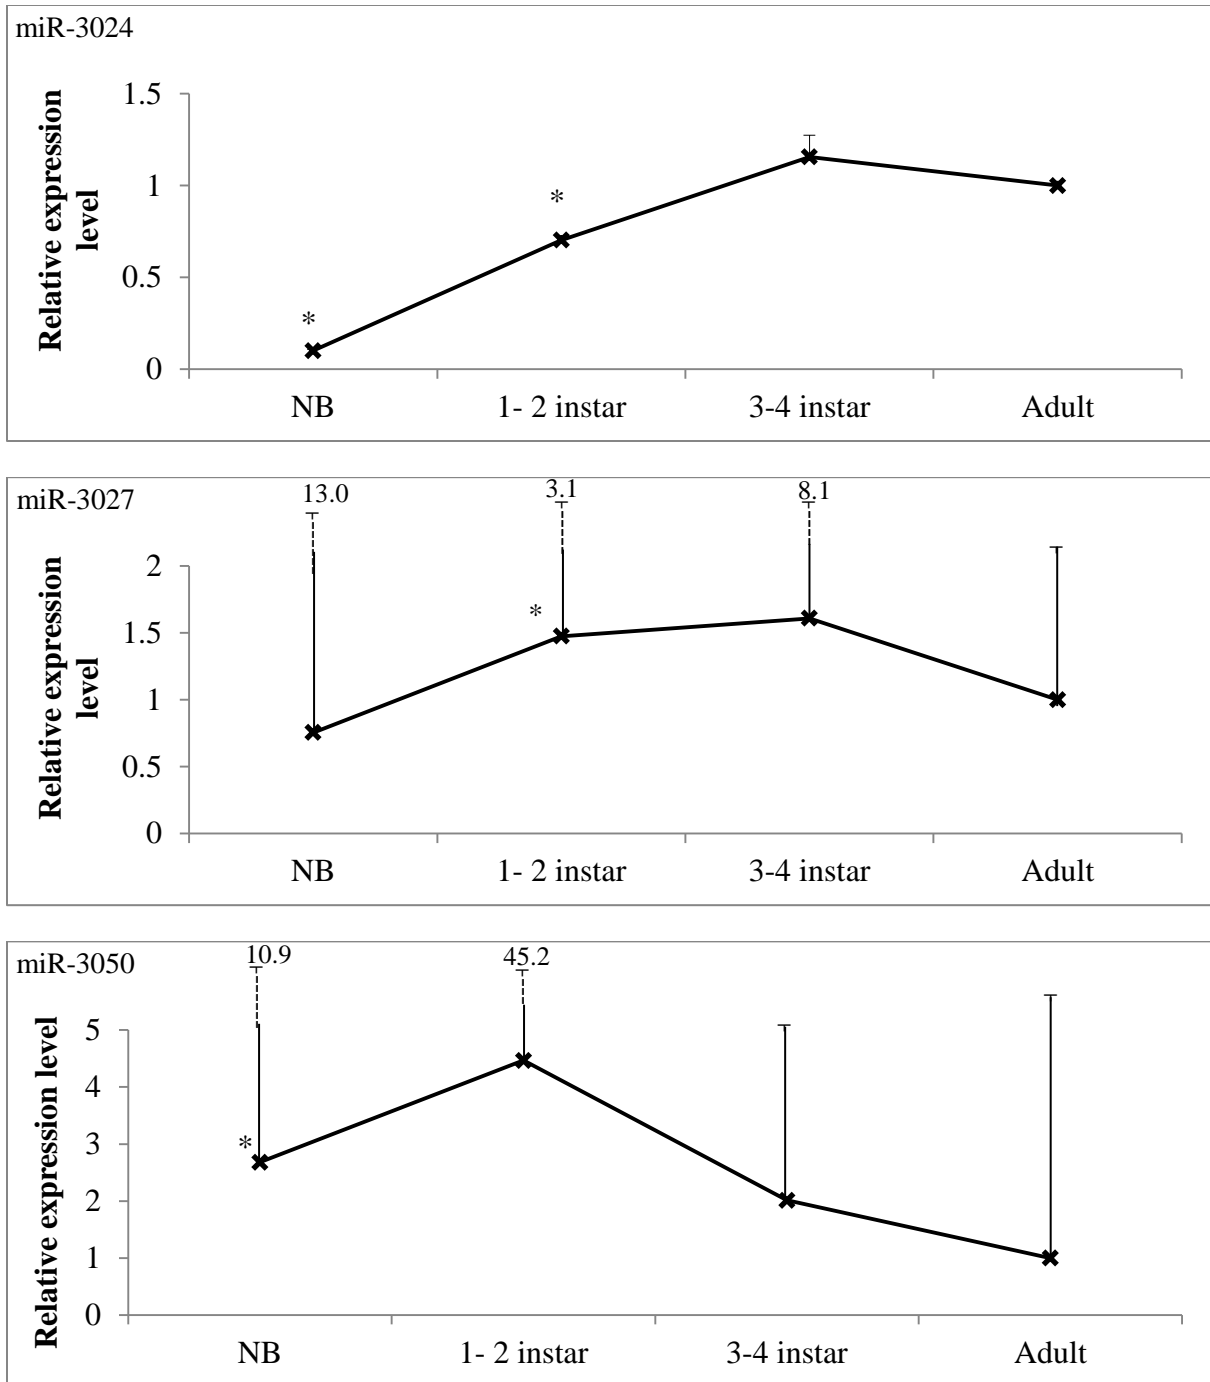 miR-3024
Relative expression
level
1.5
1
0.5
0
*
*
NB
1- 2 instar
3-4 instar
Adult
miR-3027
13.0
3.1
8.1
Relative expression
level
2
1.5
1
0.5
0
*
NB
1- 2 instar
3-4 instar
Adult
miR-3050
10.9
45.2
Relative expression level
5
4
3
2
1
0
*
NB
1- 2 instar
3-4 instar
Adult